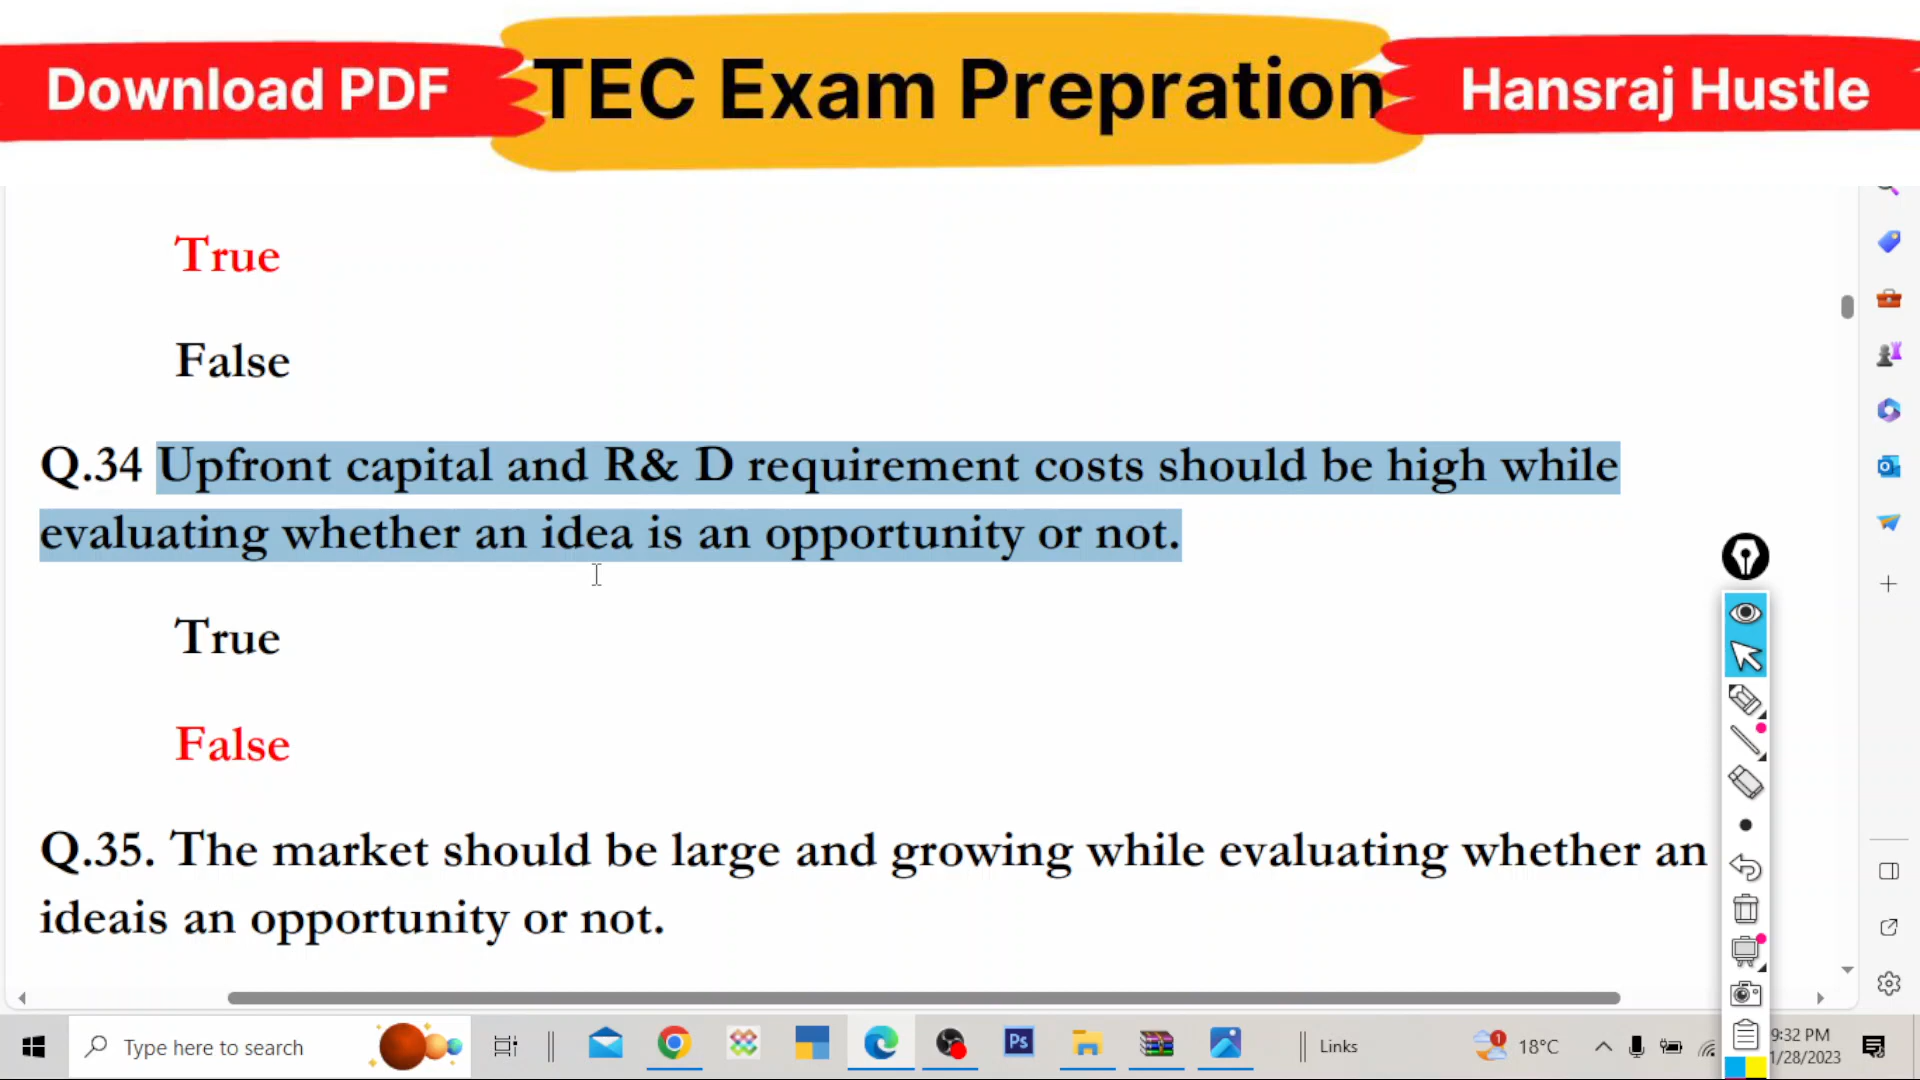 Download PDF
TEC Exam Prepration
Hansraj Hustle
True
False
Q.34 Upfront capital and R& D requirement costs should be high while
evaluating whether an idea is an opportunity or not.
True
False
Q.35. The market should be large and growing while evaluating whether an
ideais an opportunity or not.
Type here to search
Ps
Links
1
18°C
9:32 PM
1/28/2023